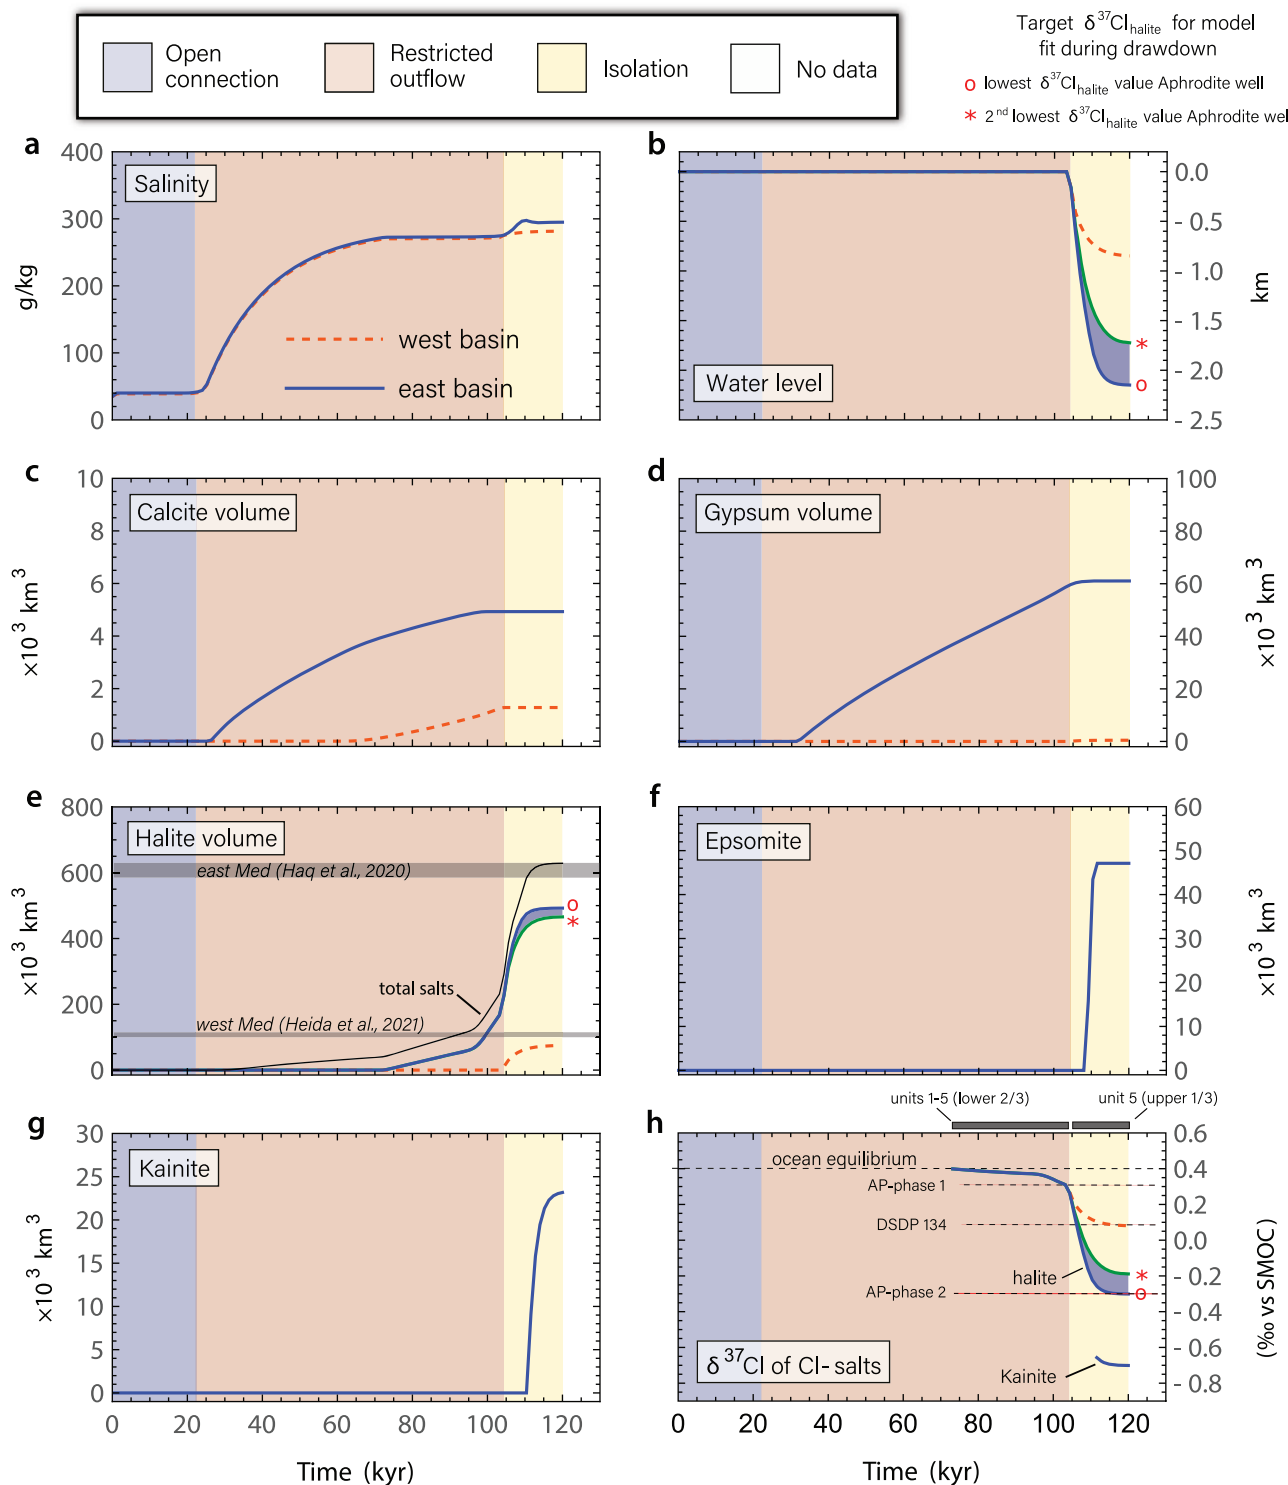 Open
connection
Restricted
outflow
Isolation
No data
Target δ37Clhalite for model
fit during drawdown
o lowest δ37Clhalite value Aphrodite well
* 2nd lowest δ37Clhalite value Aphrodite wel
a
400
300
200
100
0
g/kg
Salinity
west basin
east basin
b
0.0
- 0.5
- 1.0
- 1.5
- 2.0
- 2.5
km
Water level
*
o
c
10
8
6
4
2
0
×10 3 km 3
Calcite volume
d
100
80
60
40
20
0
×10 3 km 3
Gypsum volume
e
800
600
400
200
0
×10 3 km 3
Halite volume
east Med (Haq et al., 2020)
o
*
total salts
west Med (Heida et al., 2021)
f
60
50
40
30
20
10
0
×10 3 km 3
Epsomite
g
30
25
20
15
10
5
0
×10 3 km 3
Kainite
0 20 40 60 80 100 120
Time (kyr)
units 1-5 (lower 2/3)
unit 5 (upper 1/3)
h
0.6
0.4
0.2
0.0
- 0.2
- 0.4
- 0.6
- 0.8
(‰ vs SMOC)
ocean eguilibrium
AP-phase 1
DSDP 134
halite
*
AP-phase 2
o
δ 37Cl of Cl- salts
Kainite
0 20 40 60 80 100 120
Time (kyr)